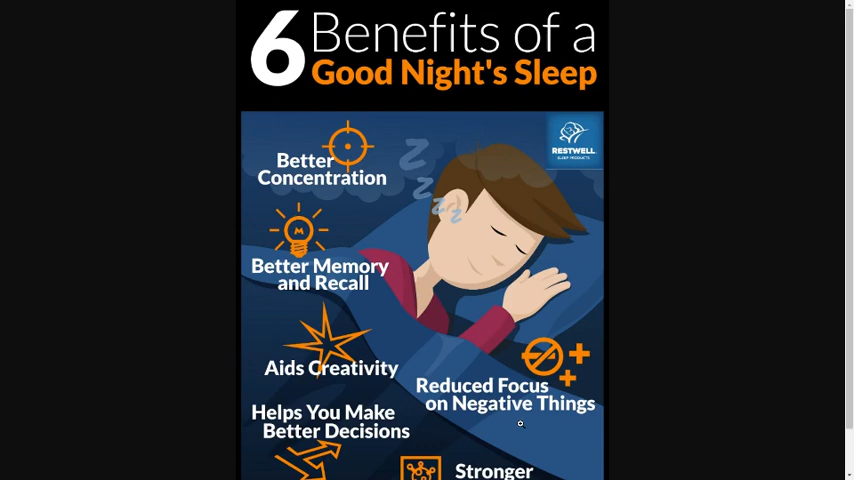 6 Benefits of a
Good Night's Sleep
RESTWELL
SLEEP PRODUCTS
Better
Concentration
Better Memory
and Recall
Aids Creativity
Reduced Focus
on Negative Things
Helps You Make
Better Decisions
Stronger
z
z
z
z